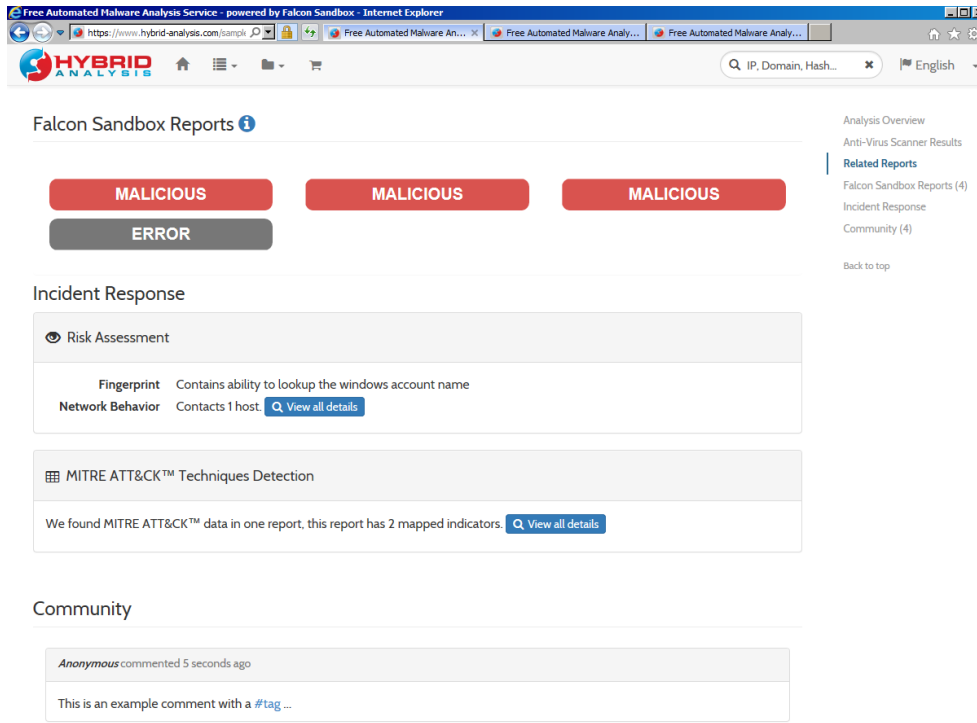 Free Automated Malware Analysis Service - powered by Falcon Sandbox - Internet Explorer
https://www.hybrid-analysis.com/sample
Free Automated Malware An...
Free Automated Malware Analy...
Free Automated Malware Analy...
HYBRID
ANALYSIS
IP, Domain, Hash...
English
Falcon Sandbox Reports
MALICIOUS
MALICIOUS
MALICIOUS
ERROR
Analysis Overview
Anti-Virus Scanner Results
Related Reports
Falcon Sandbox Reports (4)
Incident Response
Community (4)
Back to top
Incident Response
Risk Assessment
Fingerprint Contains ability to lookup the windows account name
Network Behavior Contacts 1 host. View all details
MITRE ATT&CK™ Techniques Detection
We found MITRE ATT&CK™ data in one report, this report has 2 mapped indicators. View all details
Community
Anonymous commented 5 seconds ago
This is an example comment with a #tag ...